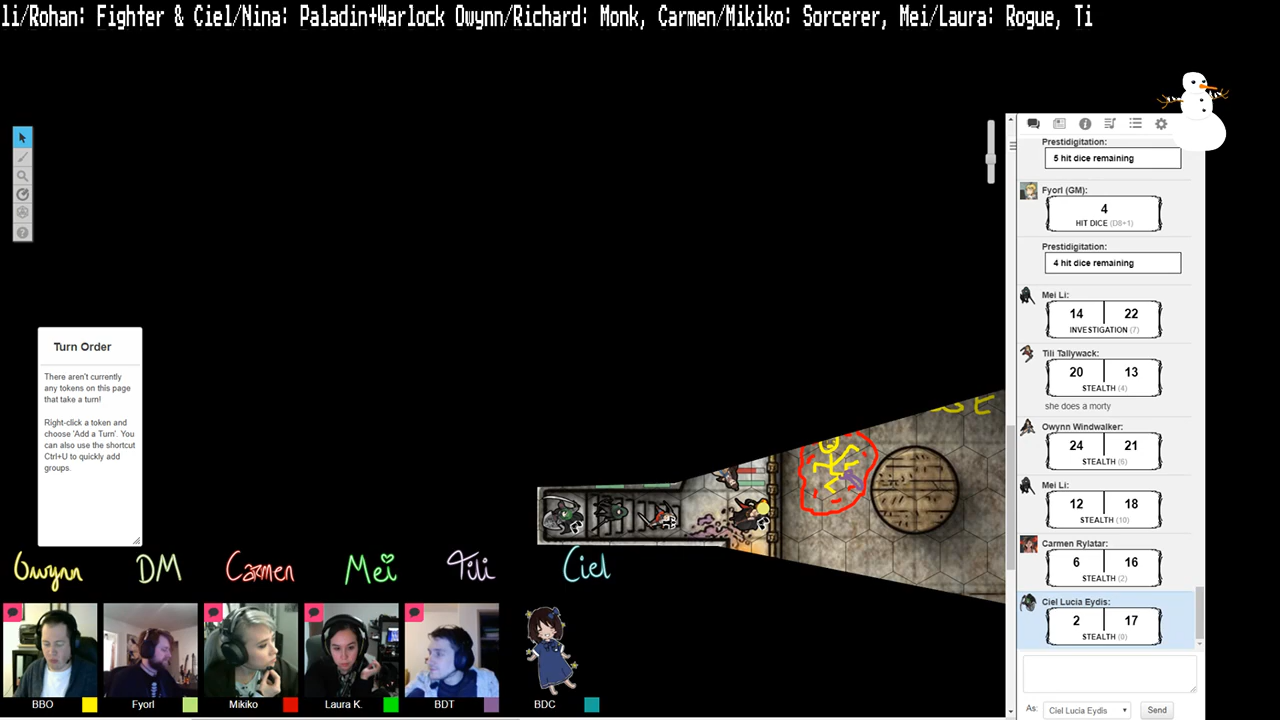 li/Rohan: Fighter & Ciel/Nina: Paladin+Warlock Owynn/Richard: Monk, Carmen/Mikiko: Sorcerer, Mei/Laura: Rogue, Ti
Prestidigitation:
5 hit dice remaining
Fyorl (GM):
4
HIT DICE (D8+1)
Prestidigitation:
4 hit dice remaining
Mei Li:
14 22
INVESTIGATION (7)
Tili Tallywack:
20 13
STEALTH (4)
she does a morty
Owynn Windwalker:
24 21
STEALTH (6)
Mei Li:
12 18
STEALTH (10)
Carmen Rylatar:
6 16
STEALTH (2)
Ciel Lucia Eydis:
2 17
STEALTH (0)
As: Ciel Lucia Eydis Send
Turn Order
There aren't currently
any tokens on this page
that take a turn!
Right-click a token and
choose 'Add a Turn'. You
can also use the shortcut
Ctrl+U to quickly add
groups.
Owynn DM Carmen Mei Tili Ciel
BBO Fyorl Mikiko Laura K. BDT BDC